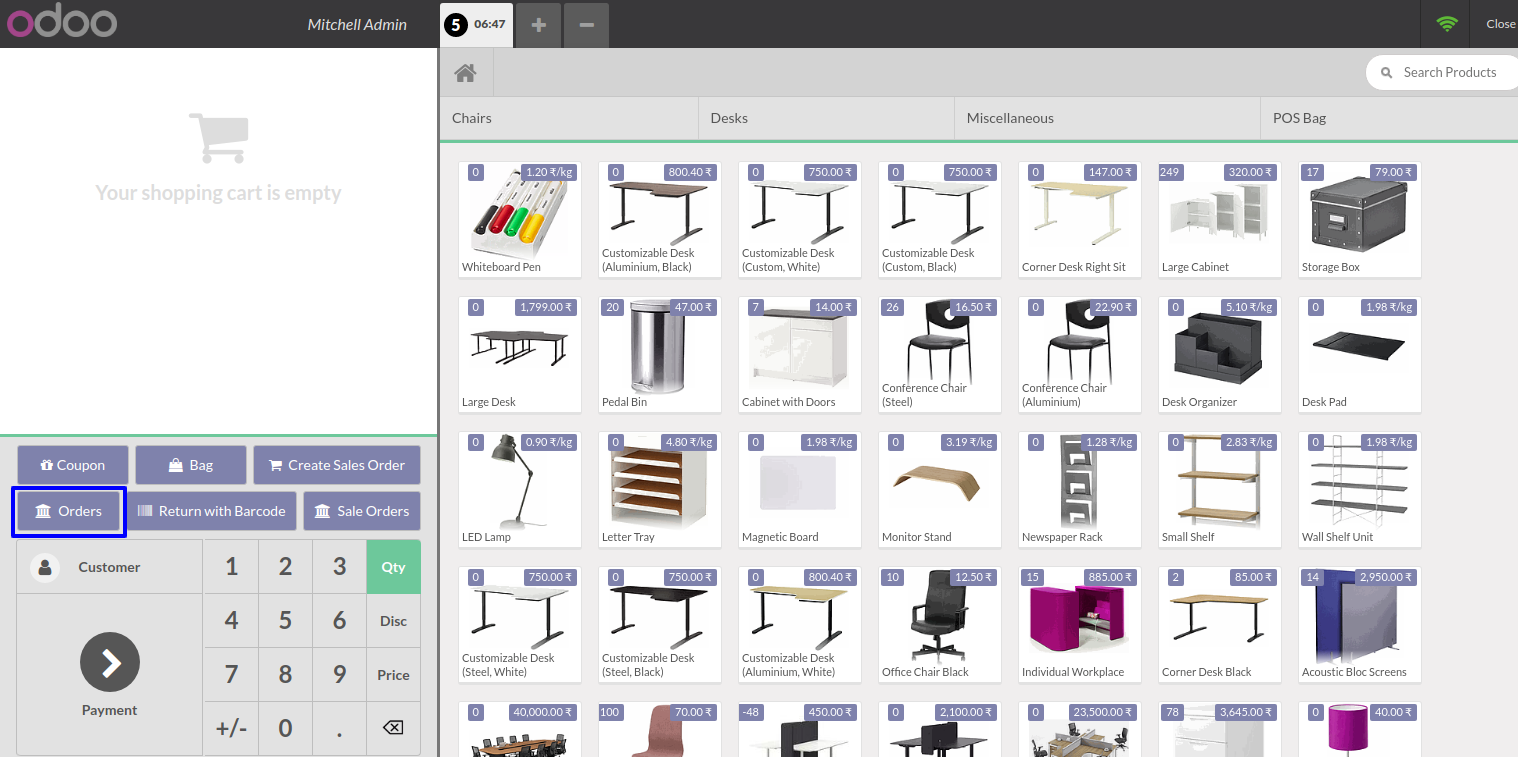 odoo
Mitchell Admin
5 06:47
Close
Search Products
Chairs Desks Miscellaneous POS Bag
Your shopping cart is empty
0 1.20 ₹/kg
Whiteboard Pen
0 800.40 ₹
Customizable Desk
(Aluminium, Black)
0 750.00 ₹
Customizable Desk
(Custom, White)
0 750.00 ₹
Customizable Desk
(Custom, Black)
0 147.00 ₹
Corner Desk Right Sit
249 320.00 ₹
Large Cabinet
17 79.00 ₹
Storage Box
0 1,799.00 ₹
Large Desk
20 47.00 ₹
Pedal Bin
7 14.00 ₹
Cabinet with Doors
26 16.50 ₹
Conference Chair
(Steel)
0 22.90 ₹
Conference Chair
(Aluminium)
0 5.10 ₹/kg
Desk Organizer
0 1.98 ₹/kg
Desk Pad
0 0.90 ₹/kg
LED Lamp
0 4.80 ₹/kg
Letter Tray
0 1.98 ₹/kg
Magnetic Board
0 3.19 ₹/kg
Monitor Stand
0 1.28 ₹/kg
Newspaper Rack
0 2.83 ₹/kg
Small Shelf
0 1.98 ₹/kg
Wall Shelf Unit
0 750.00 ₹
Customizable Desk
(Steel, White)
0 750.00 ₹
Customizable Desk
(Steel, Black)
0 800.40 ₹
Customizable Desk
(Aluminium, White)
10 12.50 ₹
Office Chair Black
15 885.00 ₹
Individual Workplace
2 85.00 ₹
Corner Desk Black
14 2,950.00 ₹
Acoustic Bloc Screens
0 40,000.00 ₹
100 70.00 ₹
-48 450.00 ₹
0 2,100.00 ₹
0 23,500.00 ₹
78 3,645.00 ₹
0 40.00 ₹
Coupon Bag Create Sales Order
Orders Return with Barcode Sale Orders
Customer
Payment
1 2 3 Qty
4 5 6 Disc
7 8 9 Price
+/- 0 .